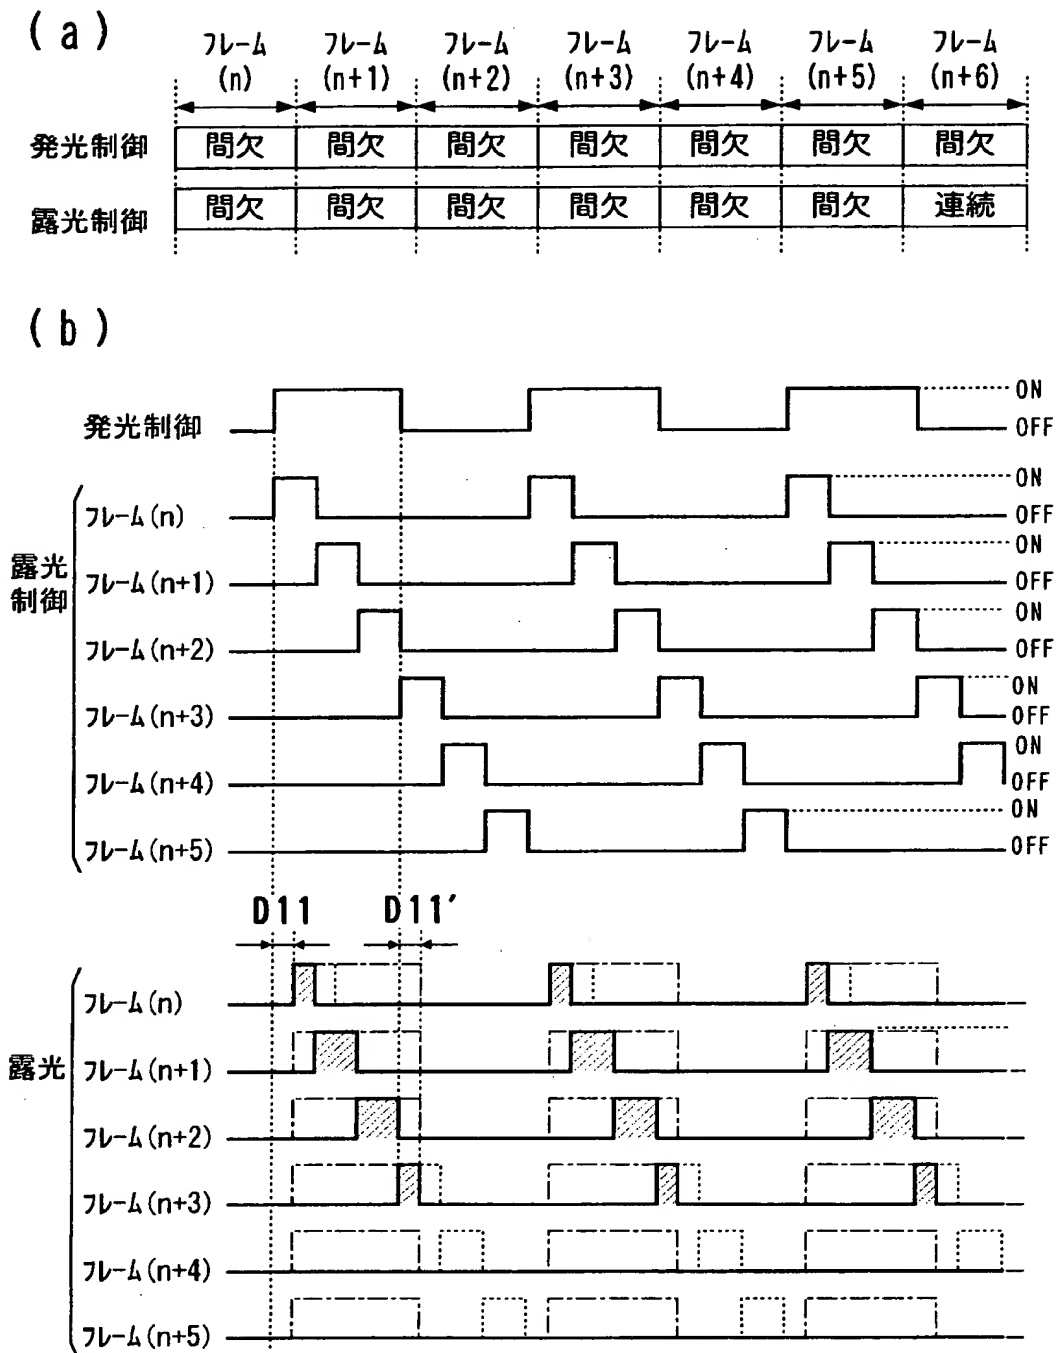 (a)
フレーム フレーム フレーム フレーム フレーム フレーム フレーム
(n) (n+1) (n+2) (n+3) (n+4) (n+5) (n+6)
発光制御 間欠 間欠 間欠 間欠 間欠 間欠 間欠
露光制御 間欠 間欠 間欠 間欠 間欠 間欠 連続
(b)
発光制御 ON
OFF
露光制御
フレーム(n) ON
OFF
フレーム(n+1) ON
OFF
フレーム(n+2) ON
OFF
フレーム(n+3) ON
OFF
フレーム(n+4) ON
OFF
フレーム(n+5) ON
OFF
D11 D11′
露光
フレーム(n)
フレーム(n+1)
フレーム(n+2)
フレーム(n+3)
フレーム(n+4)
フレーム(n+5)